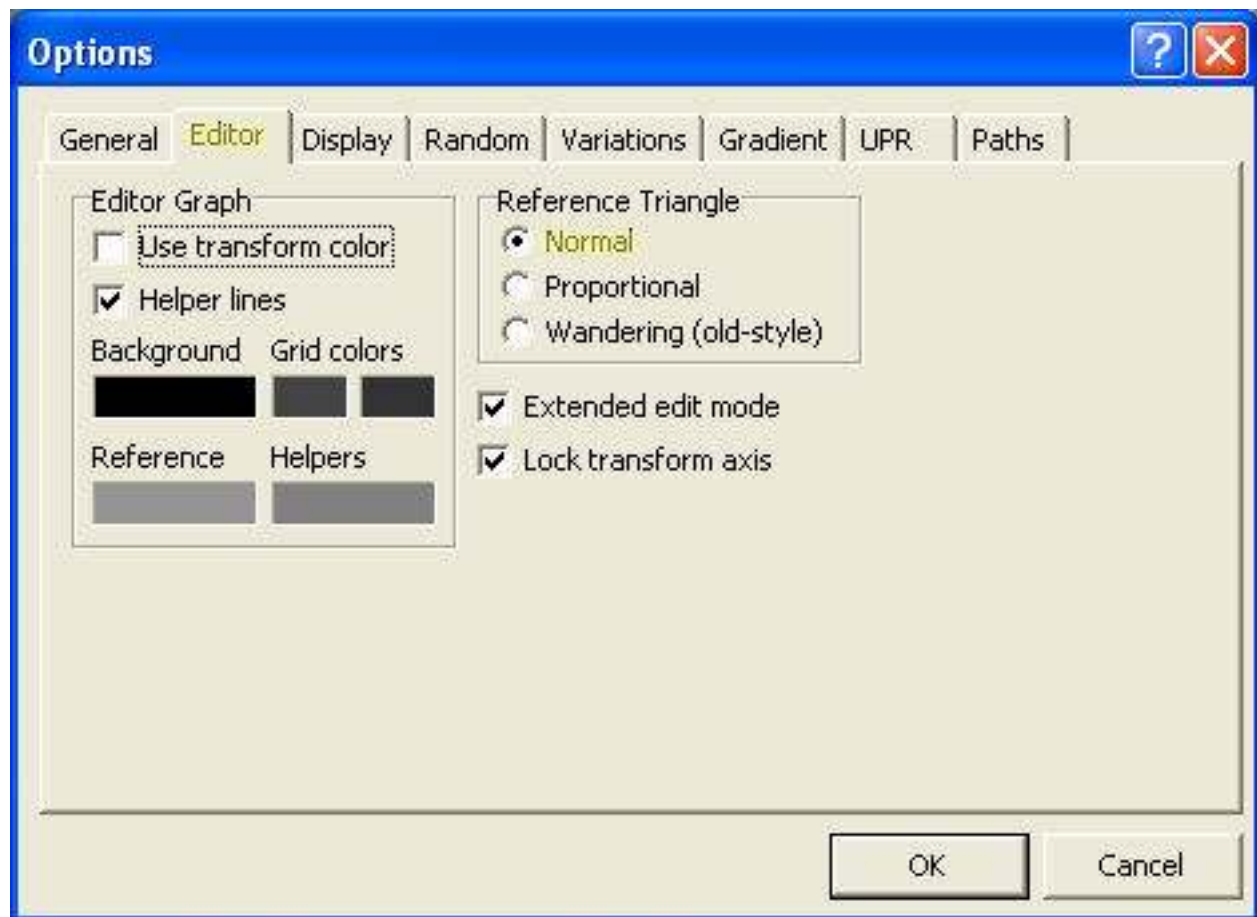 Options
General Editor Display Random Variations Gradient UPR Paths
Editor Graph
Use transform color
Helper lines
Background Grid colors
Reference Helpers
Reference Triangle
Normal
Proportional
Wandering (old-style)
Extended edit mode
Lock transform axis
OK Cancel